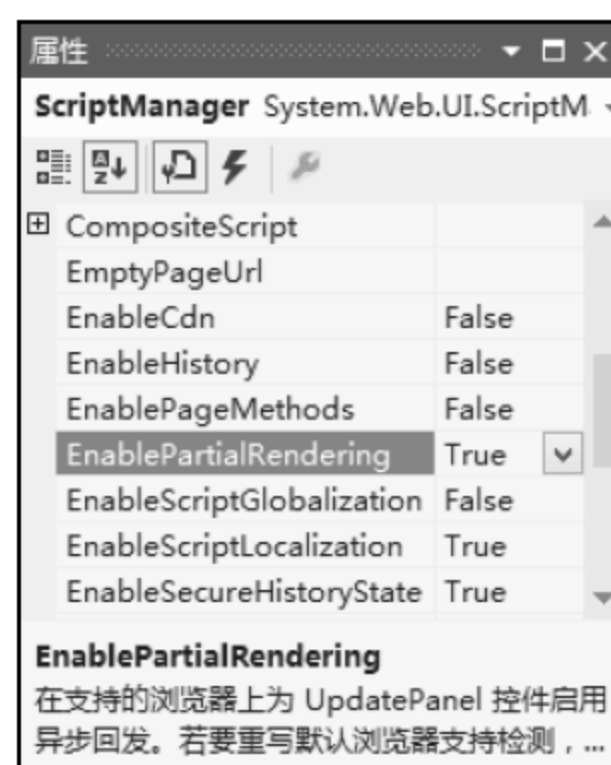 属性
ScriptManager System.Web.UI.ScriptM
CompositeScript
EmptyPageUrl
EnableCdn False
EnableHistory False
EnablePageMethods False
EnablePartialRendering True
EnableScriptGlobalization False
EnableScriptLocalization True
EnableSecureHistoryState True
EnablePartialRendering
在支持的浏览器上为 UpdatePanel 控件启用
异步回发。若要重写默认浏览器支持检测，...